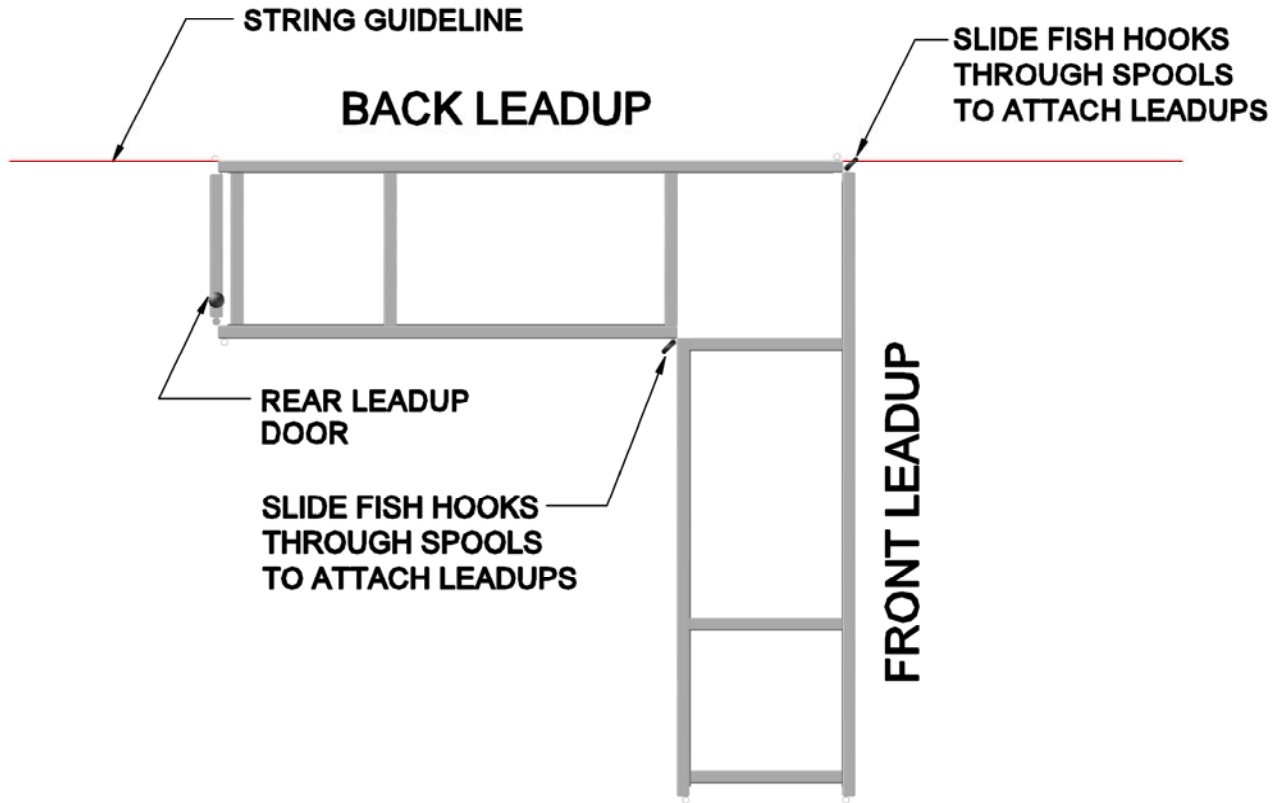 STRING GUIDELINE
SLIDE FISH HOOKS
THROUGH SPOOLS
TO ATTACH LEADUPS
BACK LEADUP
REAR LEADUP
DOOR
SLIDE FISH HOOKS
THROUGH SPOOLS
TO ATTACH LEADUPS
FRONT LEADUP